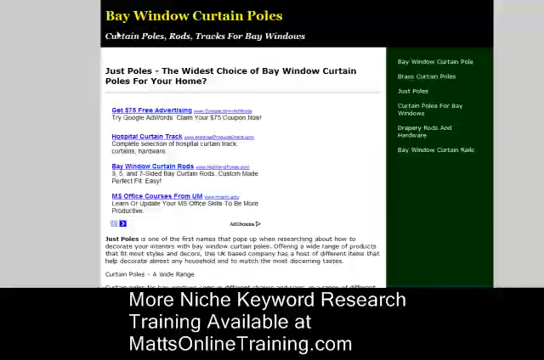 Bay Window Curtain Poles
Curtain Poles, Rods, Tracks For Bay Windows
Just Poles - The Widest Choice of Bay Window Curtain
Poles For Your Home?
Get $75 Free Advertising
Try Google AdWords. Claim Your $75 Coupon Now!
Hospital Curtain Track
Complete selection of hospital curtain track,
curtains, hardware.
Bay Window Curtain Rods
3, 5, and 7-Sided Bay Curtain Rods. Custom Made
Perfect Fit. Easy!
MS Office Courses From UM
Learn Or Update Your MS Office Skills To Be More
Productive.
AdChoices
Just Poles is one of the first names that pops up when researching about how to
decorate your interiors with bay window curtain poles. Offering a wide range of products
that fit most styles and decors, this UK based company has a host of different items that
help decorate almost any household and to match the most discerning tastes.
Curtain Poles - A Wide Range
Bay Window Curtain Pole
Brass Curtain Poles
Just Poles
Curtain Poles For Bay
Windows
Drapery Rods And
Hardware
Bay Window Curtain Rails
More Niche Keyword Research
Training Available at
MattsOnlineTraining.com